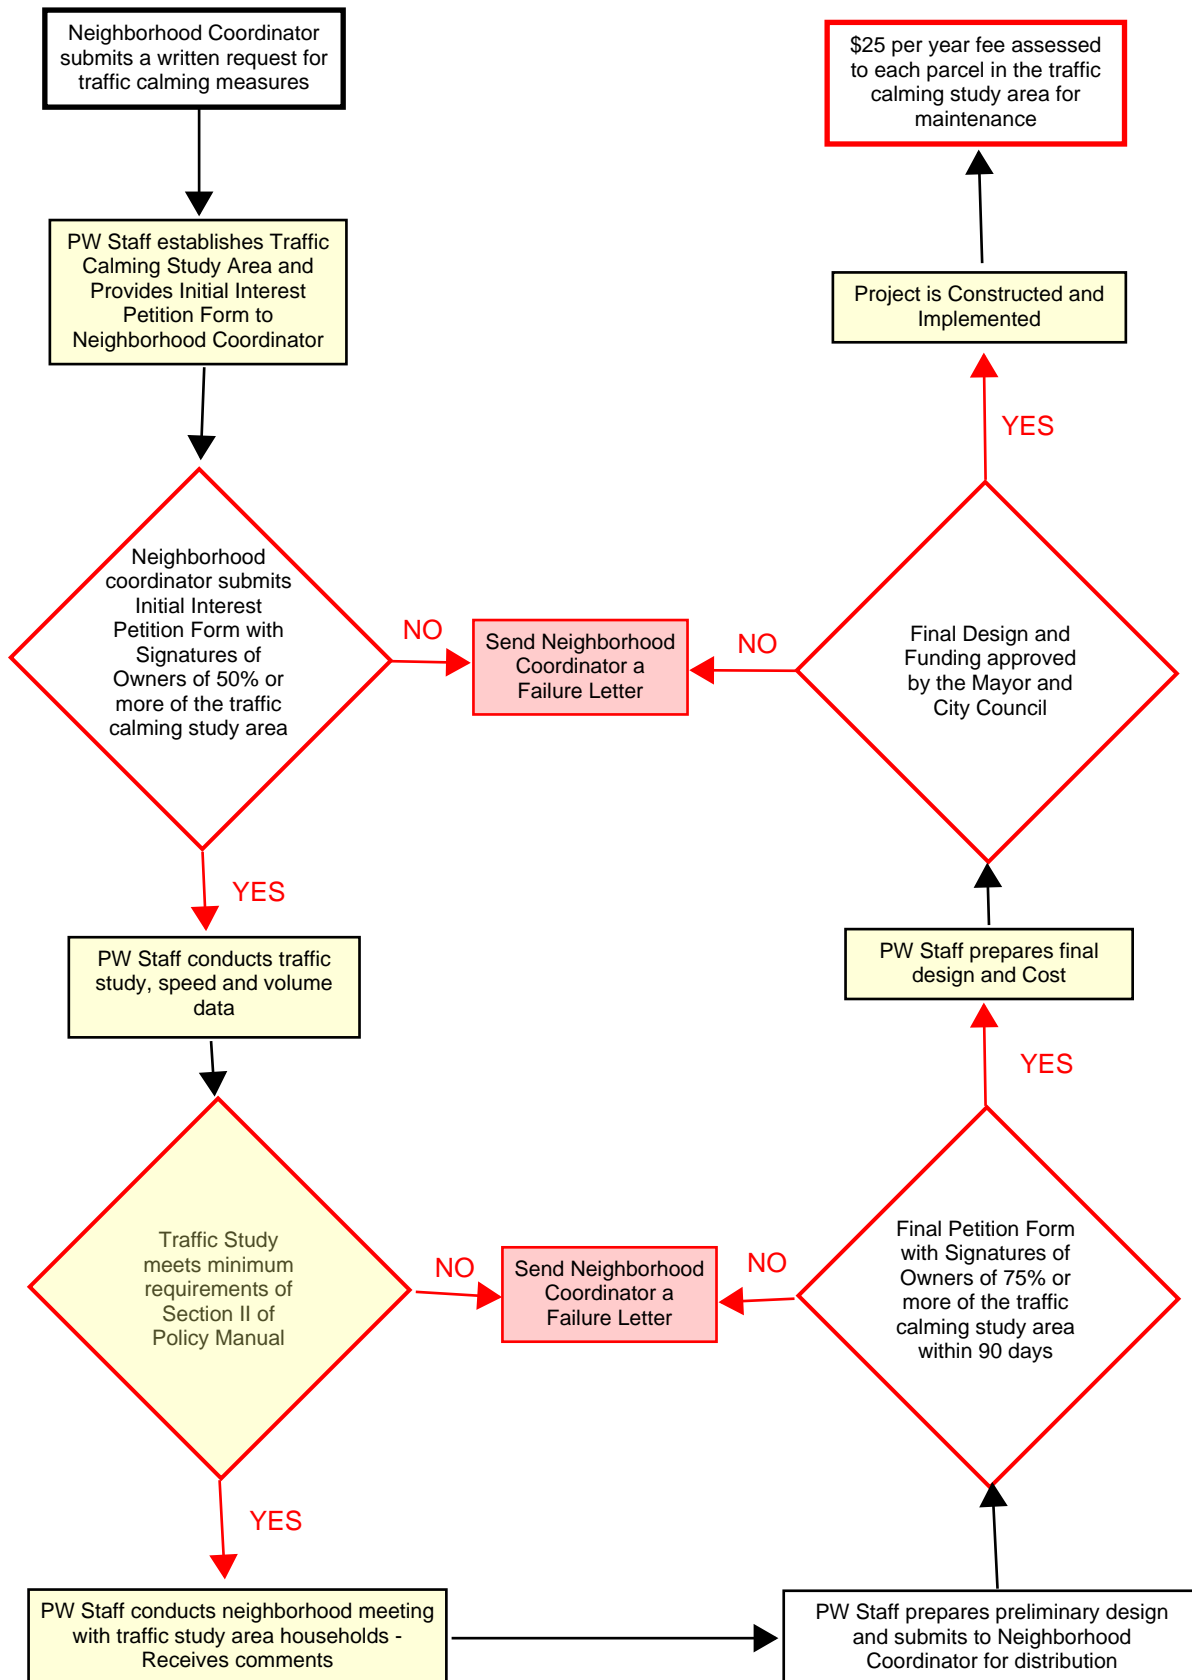 Neighborhood Coordinator
submits a written request for
traffic calming measures
PW Staff establishes Traffic
Calming Study Area and
Provides Initial Interest
Petition Form to
Neighborhood Coordinator
Neighborhood
coordinator submits
Initial Interest
Petition Form with
Signatures of
Owners of 50% or
more of the traffic
calming study area
NO
Send Neighborhood
Coordinator a
Failure Letter
YES
PW Staff conducts traffic
study, speed and volume
data
Traffic Study
meets minimum
requirements of
Section II of
Policy Manual
NO
Send Neighborhood
Coordinator a
Failure Letter
YES
PW Staff conducts neighborhood meeting
with traffic study area households -
Receives comments
PW Staff prepares preliminary design
and submits to Neighborhood
Coordinator for distribution
Final Petition Form
with Signatures of
Owners of 75% or
more of the traffic
calming study area
within 90 days
NO
YES
PW Staff prepares final
design and Cost
Final Design and
Funding approved
by the Mayor and
City Council
NO
YES
Project is Constructed and
Implemented
$25 per year fee assessed
to each parcel in the traffic
calming study area for
maintenance